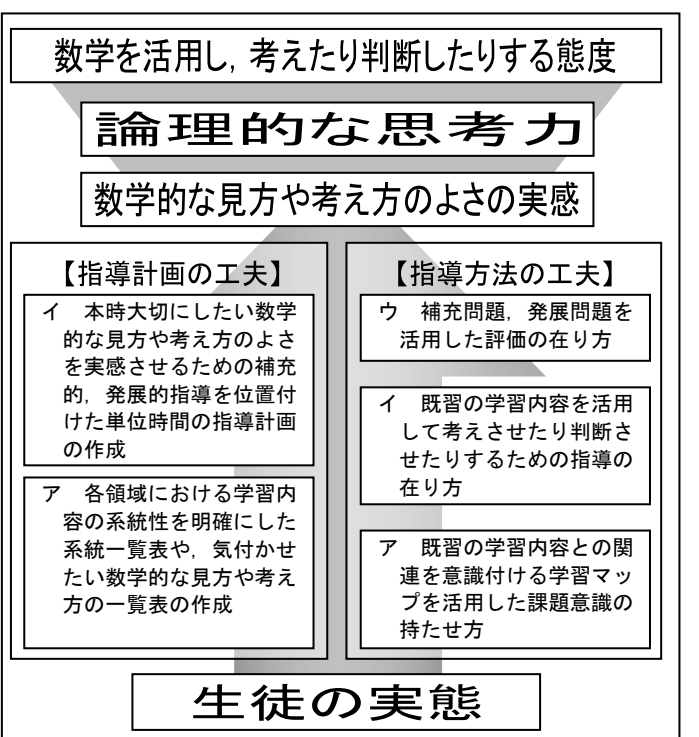 数学を活用し，考えたり判断したりする態度
論理的な思考力
数学的な見方や考え方のよさの実感
【指導計画の工夫】
イ　本時大切にしたい数学
的な見方や考え方のよさ
を実感させるための補充
的，発展的指導を位置付
けた単位時間の指導計画
の作成
ア　各領域における学習内
容の系統性を明確にした
系統一覧表や，気付かせ
たい数学的な見方や考え
方の一覧表の作成
【指導方法の工夫】
ウ　補充問題，発展問題を
活用した評価の在り方
イ　既習の学習内容を活用
して考えさせたり判断さ
せたりするための指導の
在り方
ア　既習の学習内容との関
連を意識付ける学習マッ
プを活用した課題意識の
持たせ方
生徒の実態